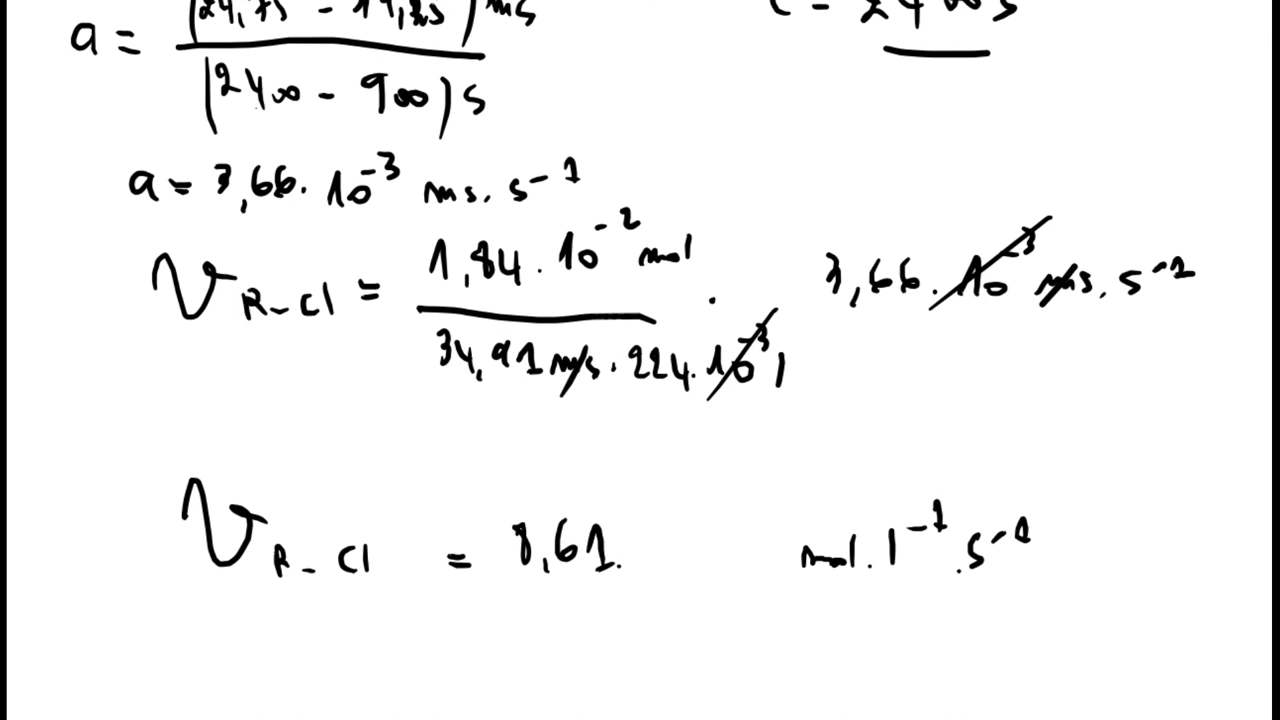 a = (24,75 - 19,25) ms t = 2400 s
(2400 - 900) s
a = 3,66. 10^-3 ms. s^-1
V R-Cl = 1,84. 10^-2 mol . 3,66. 10^-3 ms. s^-1
34,91 ms. 224. 10^-3 l
V R-Cl = 8,61. mol. l^-1 .s^-1